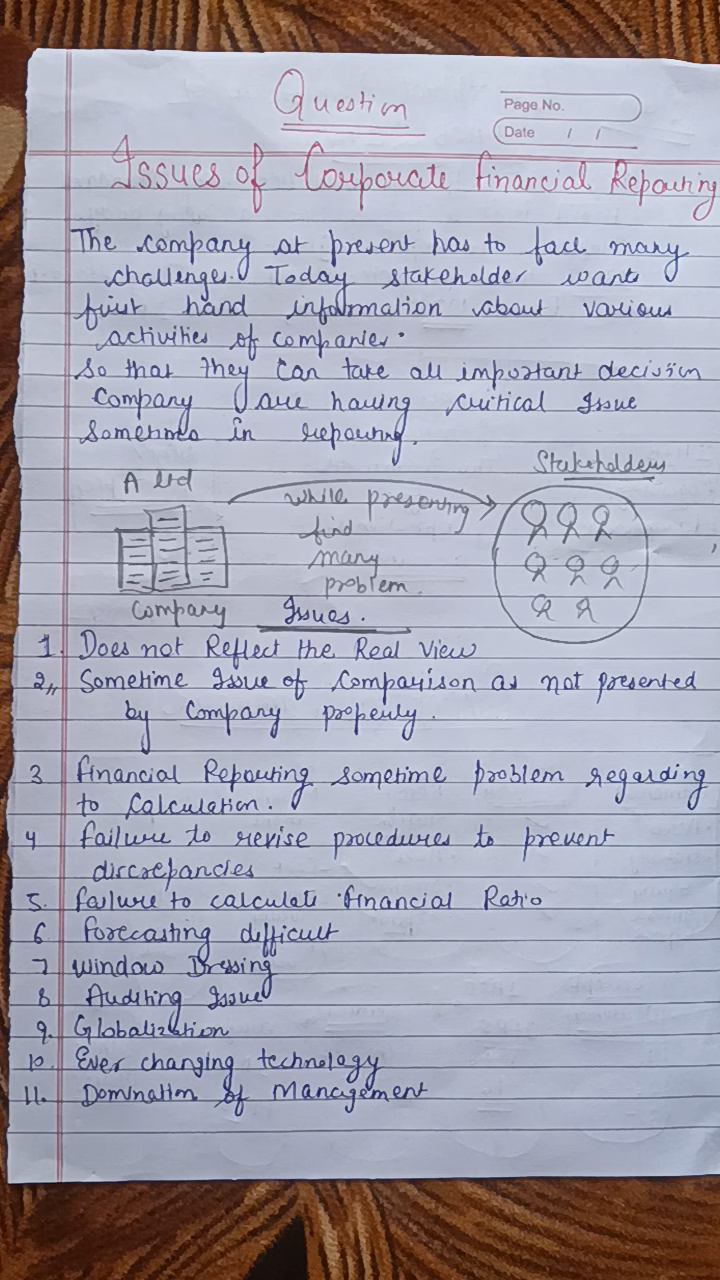 Question
Page No.
Date / /
Issues of Corporate Financial Reporting
The company at present has to face many
challenge. Today stakeholder wants
first hand information about various
activities of companies.
So that they can take all important decision
Company are having critical Issue
Sometimes in reporting.
Stakeholders
A ltd
while presenting
find
many
problem.
Company
Issues.
1. Does not Reflect the Real View
2,, Sometime Issue of Comparison as not presented
by Company properly.
3 Financial Reporting sometime problem regarding
to Calculation.
4 failure to revise procedures to prevent
discrepancies
5. failure to calculate financial Ratio
6 forecasting difficult
7 Window Dressing
8 Auditing Issue
9. Globalization
10. Ever changing technology
11. Domination of Management